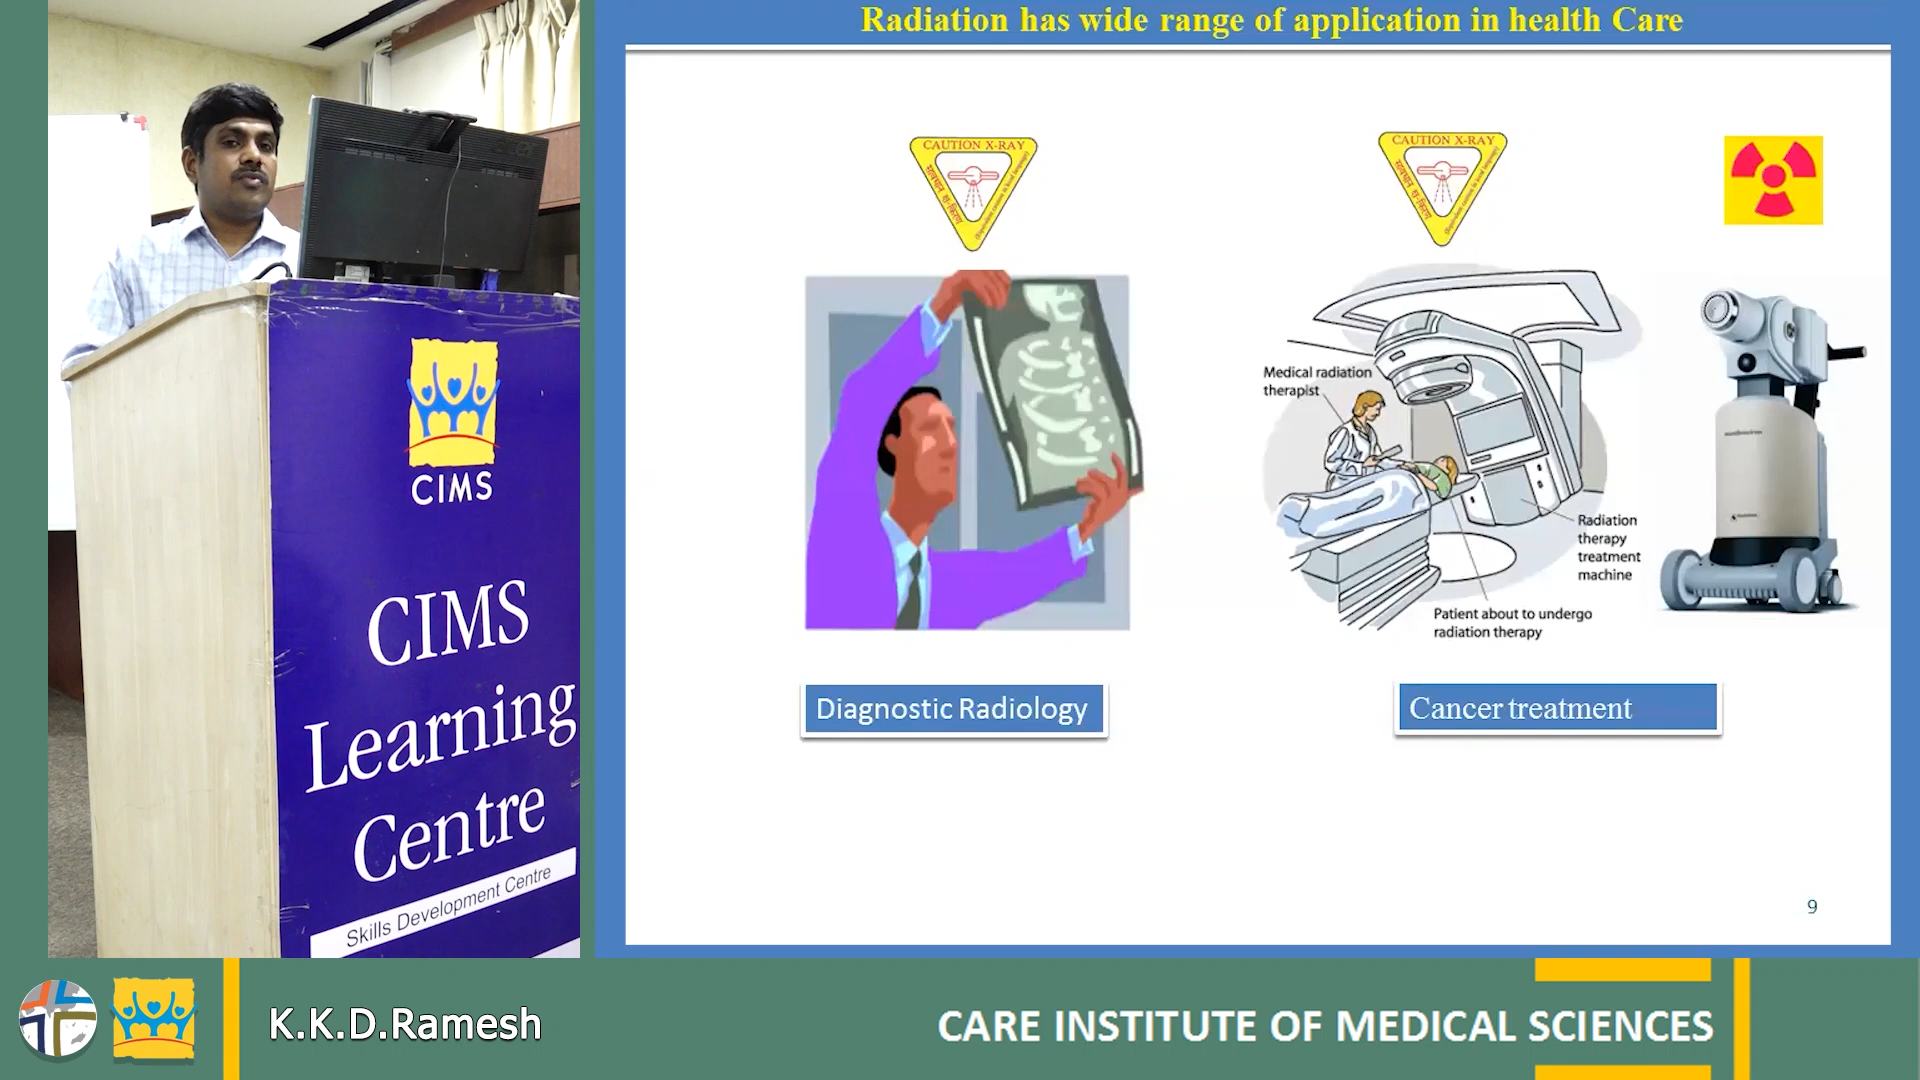 Radiation has wide range of application in health Care
CAUTION X-RAY
CAUTION X-RAY
Medical radiation
therapist
Radiation
therapy
treatment
machine
Patient about to undergo
radiation therapy
Diagnostic Radiology
Cancer treatment
9
CIMS
CIMS
Learning
Centre
Skills Development Centre
K.K.D.Ramesh
CARE INSTITUTE OF MEDICAL SCIENCES